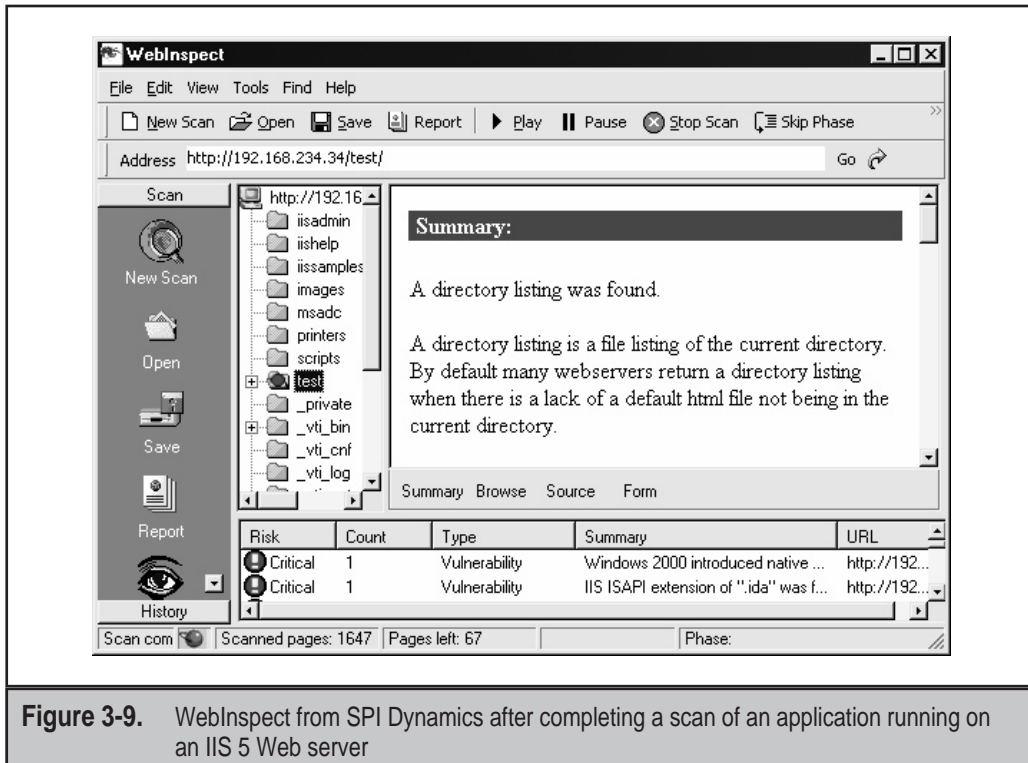 WebInspect
File Edit View Tools Find Help
New Scan Open Save Report Play Pause Stop Scan Skip Phase
Address http://192.168.234.34/test/ Go
Scan
New Scan
Open
Save
Report
History
http://192.16
iisadmin
iishelp
iissamples
images
msadc
printers
scripts
test
_private
_vti_bin
_vti_cnf
_vti_log
Summary:
A directory listing was found.
A directory listing is a file listing of the current directory.
By default many webservers return a directory listing
when there is a lack of a default html file not being in the
current directory.
Summary Browse Source Form
Risk Count Type Summary URL
Critical 1 Vulnerability Windows 2000 introduced native ... http://192...
Critical 1 Vulnerability IIS ISAPI extension of ".ida" was f... http://192...
Scan com Scanned pages: 1647 Pages left: 67 Phase:
Figure 3-9. WebInspect from SPI Dynamics after completing a scan of an application running on
an IIS 5 Web server